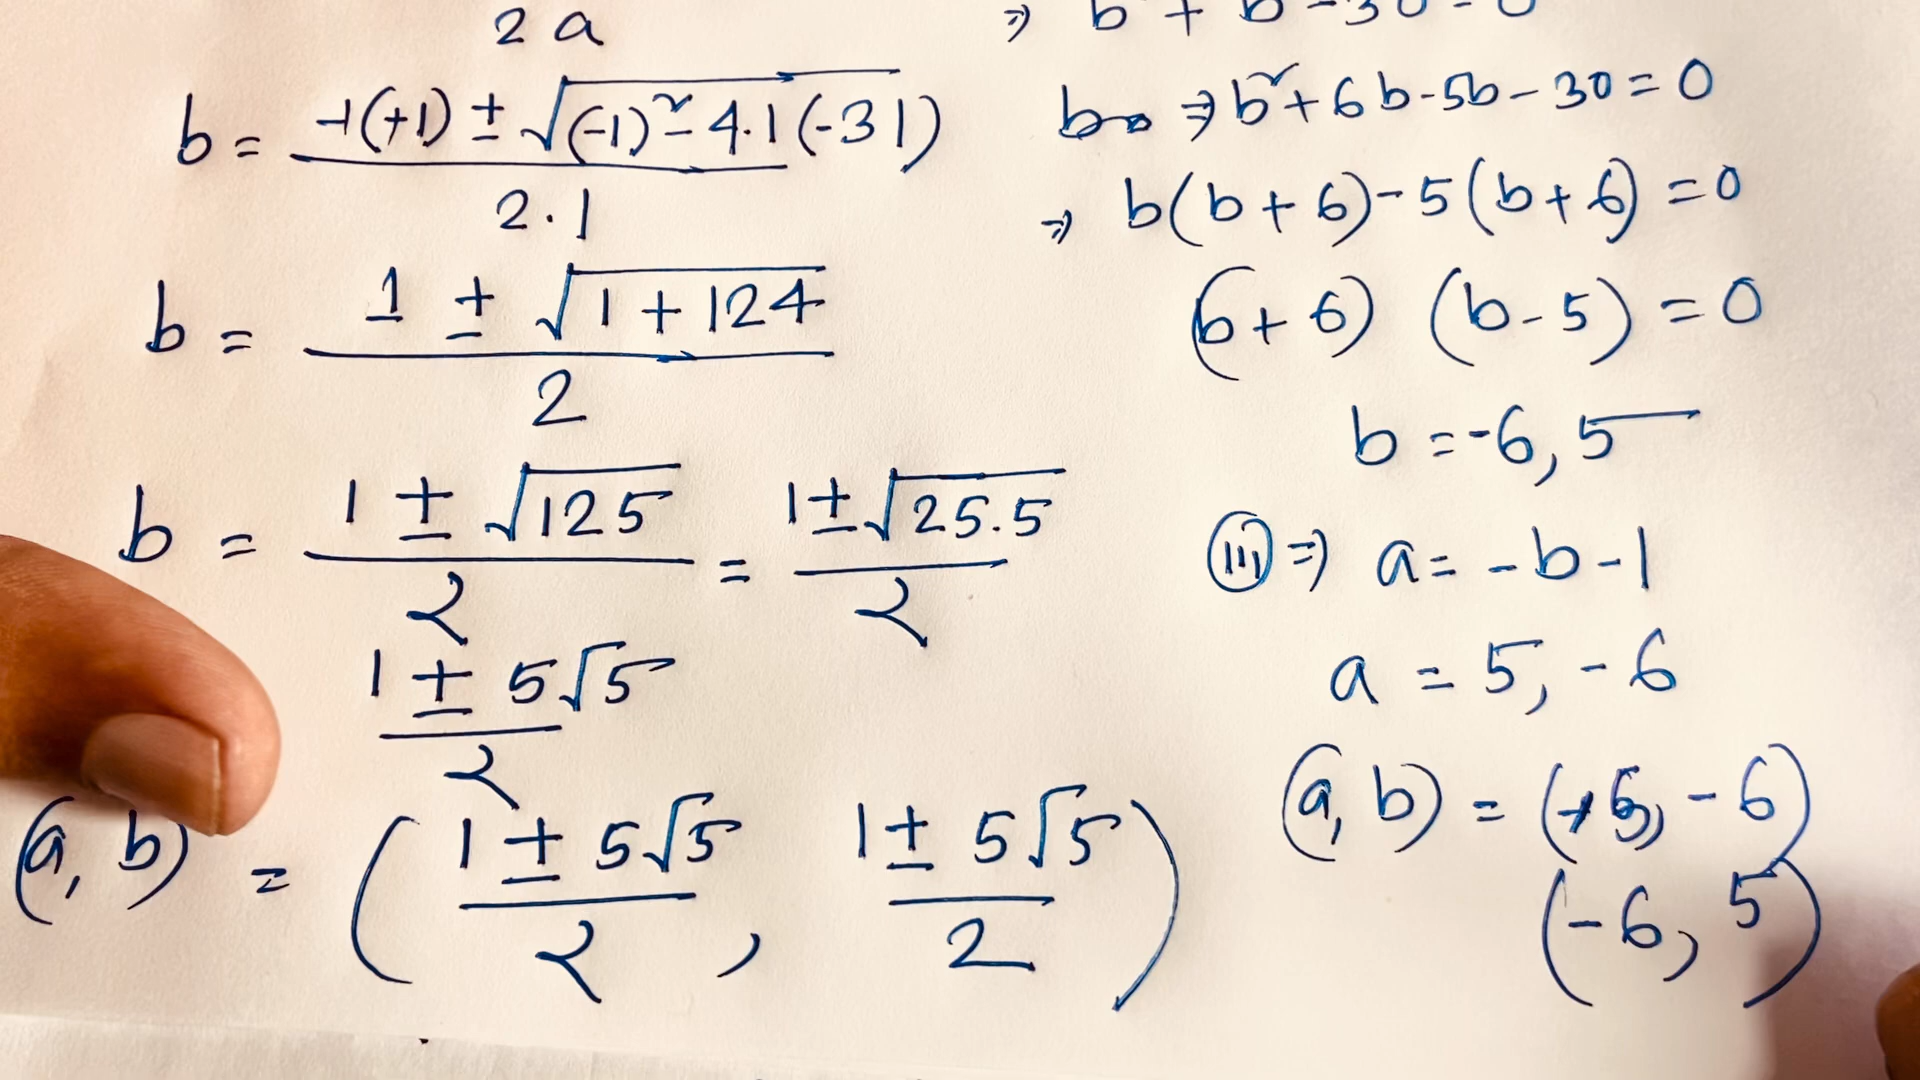 2a
b = -1(+1) ± √(-1)² - 4.1(-31)
2.1
b = 1 ± √1 + 124
2
b = 1 ± √125 = 1 ± √25.5
2 2
1 ± 5√5
2
(a, b) = ( 1 ± 5√5 , 1 ± 5√5 )
2 2
⇒ b² + b - 30 = 0
⇒ b² + 6b - 5b - 30 = 0
⇒ b(b + 6) - 5(b + 6) = 0
(b + 6) (b - 5) = 0
b = -6, 5
(iii) ⇒ a = -b - 1
a = 5, -6
(a, b) = (+5, -6)
(-6, 5)